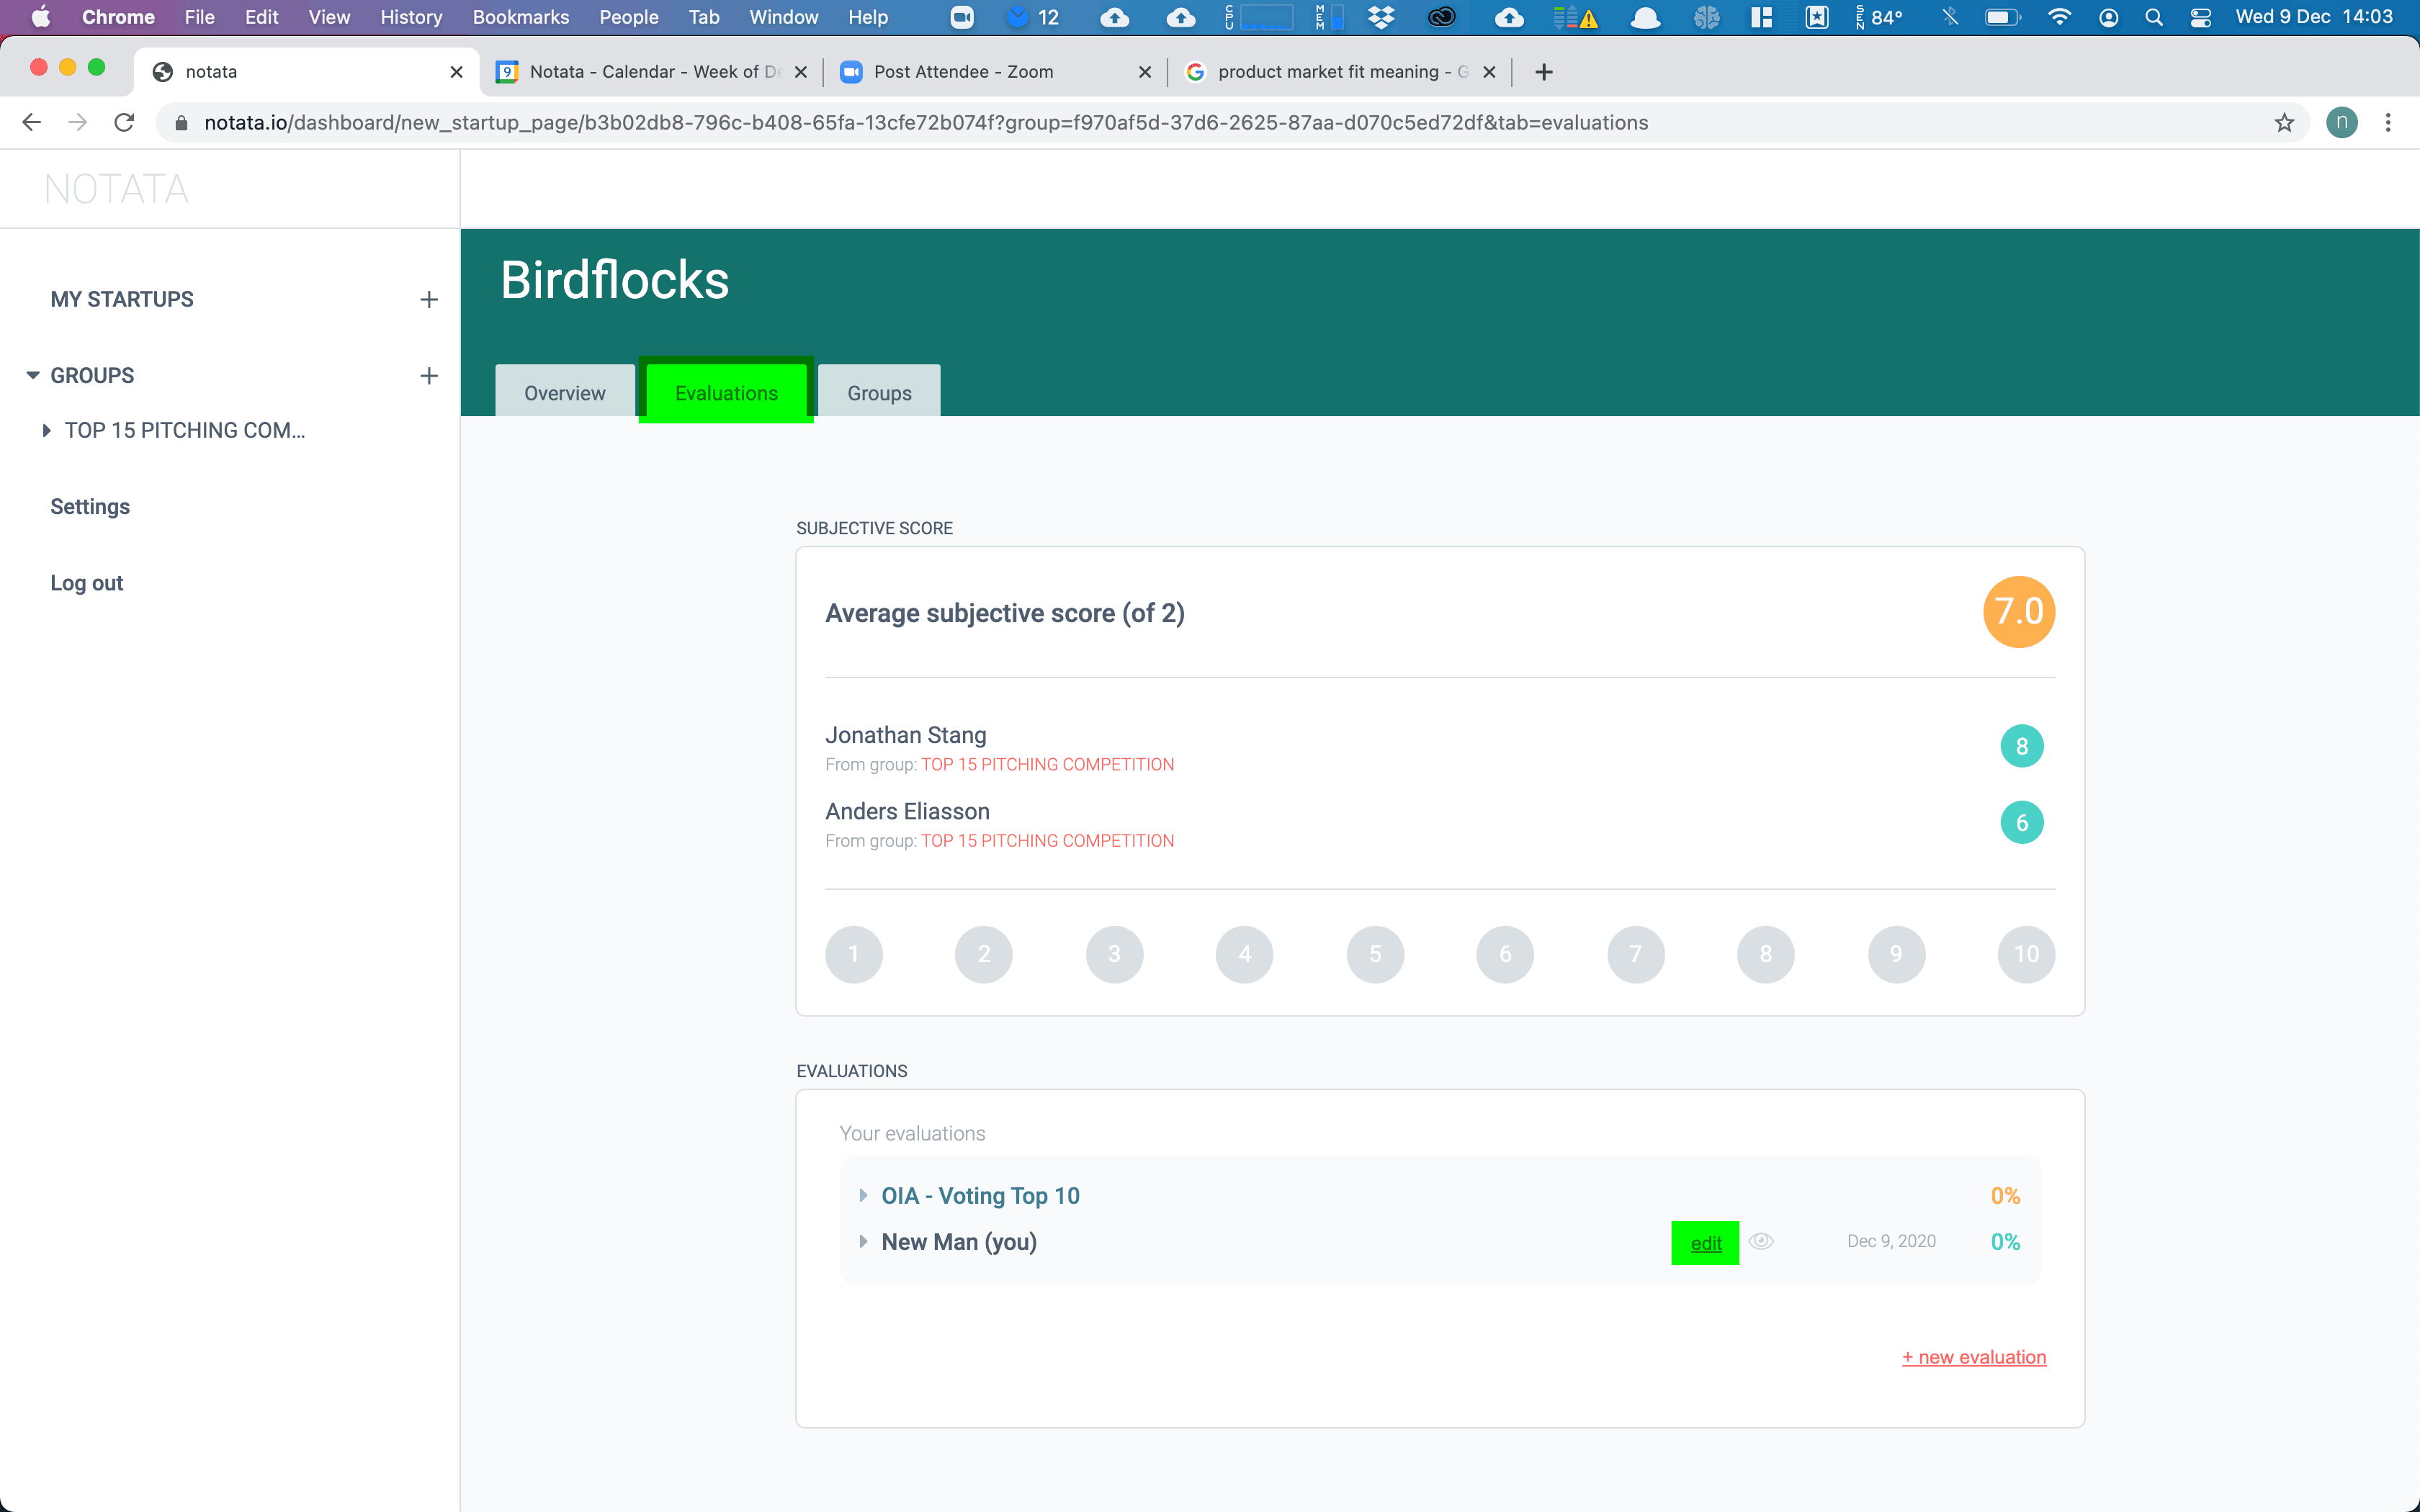 Chrome File Edit View History Bookmarks People Tab Window Help 12 CPU MEM SEN 84° Wed 9 Dec 14:03
notata
9 Notata - Calendar - Week of De
Post Attendee - Zoom
product market fit meaning - G
notata.io/dashboard/new_startup_page/b3b02db8-796c-b408-65fa-13cfe72b074f?group=f970af5d-37d6-2625-87aa-d070c5ed72df&tab=evaluations
n
NOTATA
MY STARTUPS +
GROUPS +
TOP 15 PITCHING COM...
Settings
Log out
Birdflocks
Overview Evaluations Groups
SUBJECTIVE SCORE
Average subjective score (of 2) 7.0
Jonathan Stang 8
From group: TOP 15 PITCHING COMPETITION
Anders Eliasson 6
From group: TOP 15 PITCHING COMPETITION
1 2 3 4 5 6 7 8 9 10
EVALUATIONS
Your evaluations
OIA - Voting Top 10 0%
New Man (you) edit Dec 9, 2020 0%
+ new evaluation